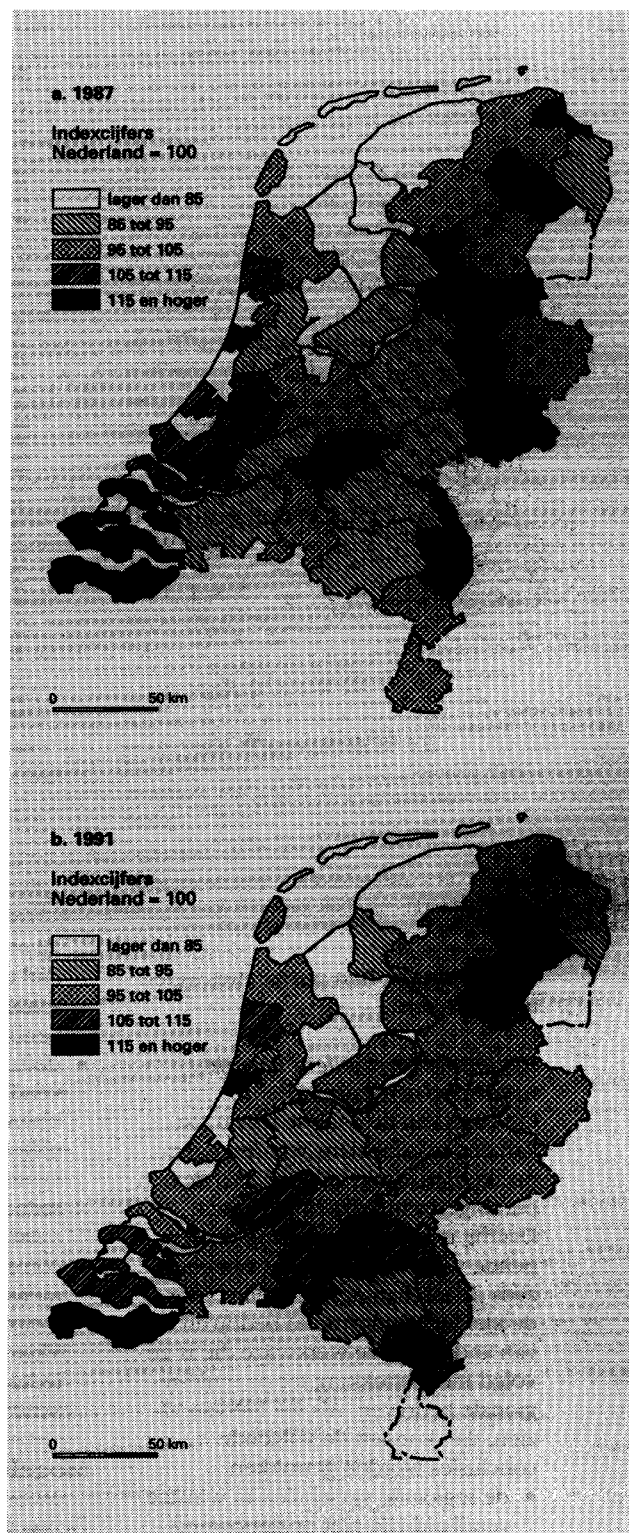 a. 1987
Indexcijfers
Nederland = 100
lager dan 85
85 tot 95
95 tot 105
105 tot 115
115 en hoger
0 50 km
b. 1991
Indexcijfers
Nederland = 100
lager dan 85
85 tot 95
95 tot 105
105 tot 115
115 en hoger
0 50 km